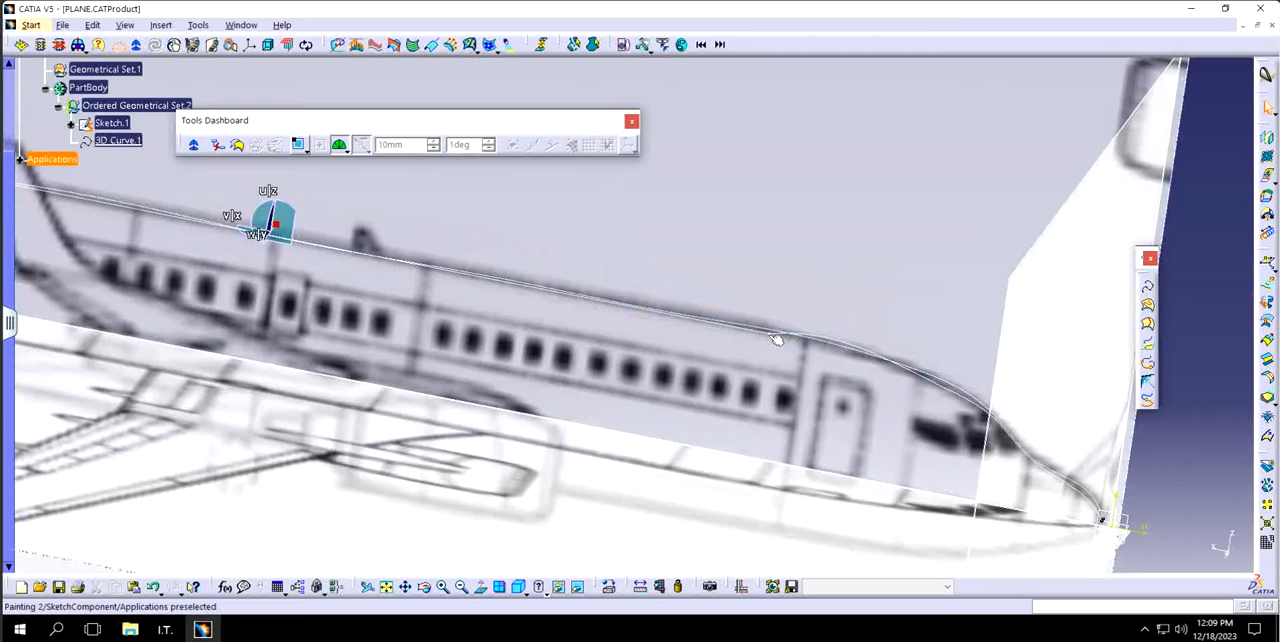 CATIA V5 - [PLANE.CATProduct]
Start File Edit View Insert Tools Window Help
Geometrical Set.1
PartBody
Ordered Geometrical Set.2
Sketch.1
3D Curve.1
Applications
Tools Dashboard
10mm 1deg
u|z
v|x
w|y
Painting 2/SketchComponent/Applications preselected
I.T.
12:09 PM
12/18/2023